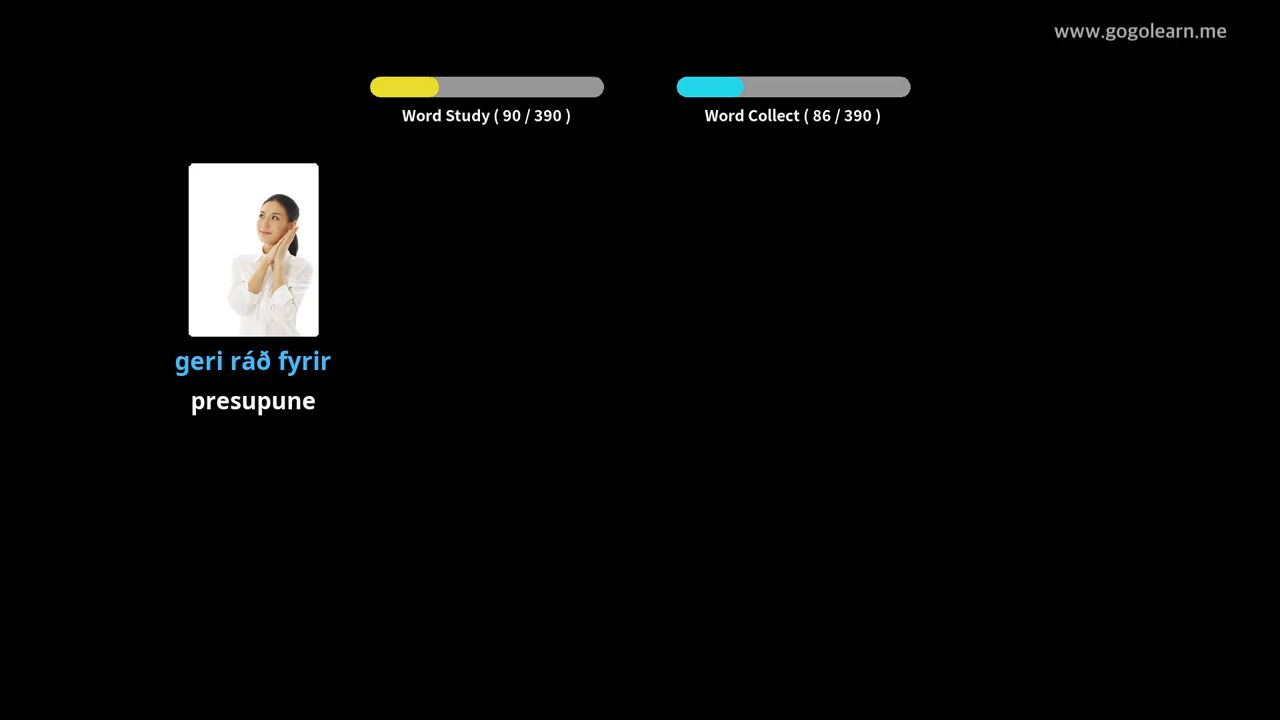 www.gogolearn.me
Word Study ( 90 / 390 )
Word Collect ( 86 / 390 )
geri ráð fyrir
presupune